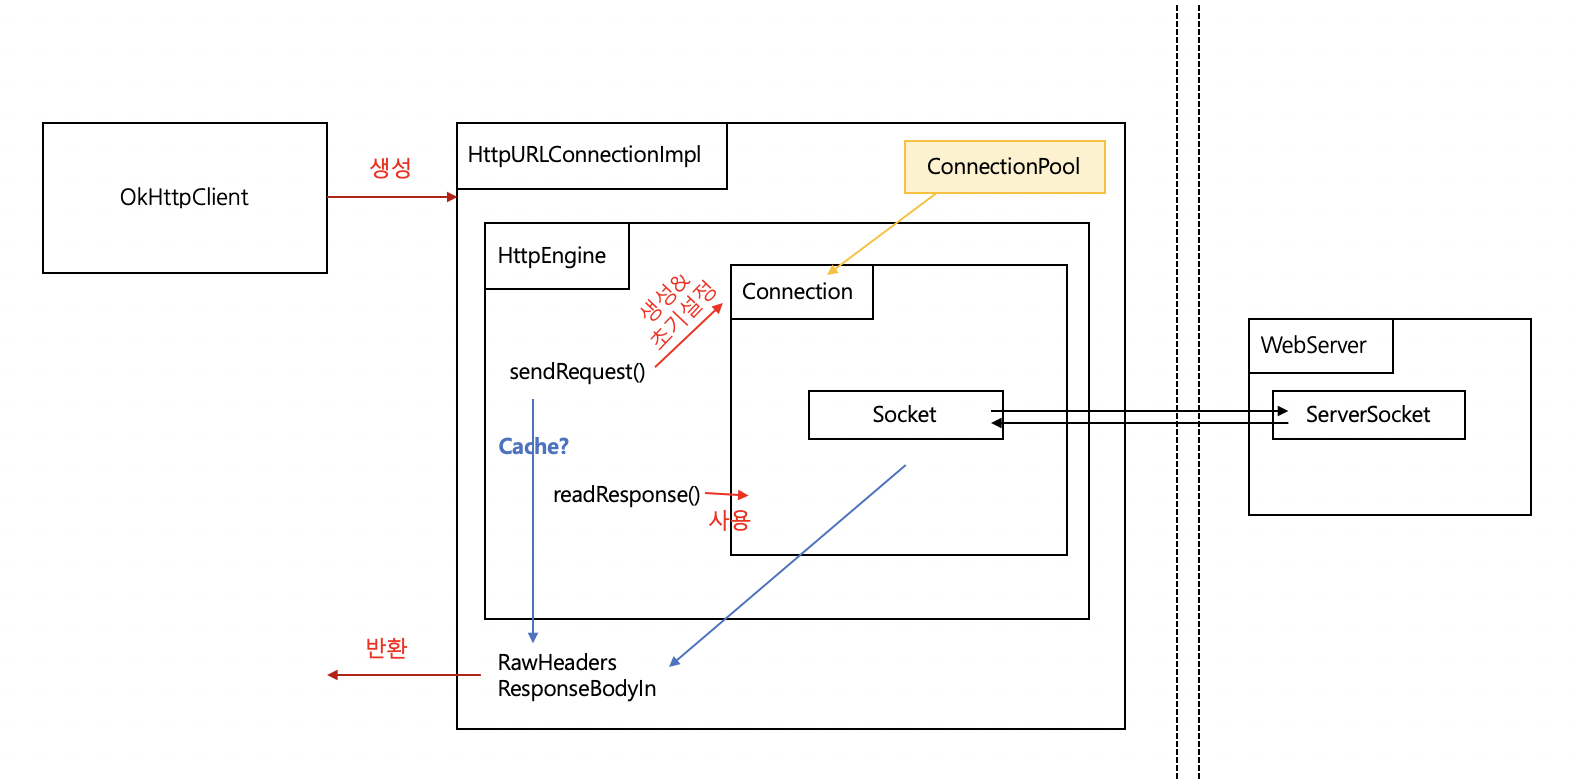 HttpURLConnectionImpl
ConnectionPool
생성
OkHttpClient
HttpEngine
생성&
초기설정
Connection
WebServer
sendRequest()
Socket
ServerSocket
Cache?
readResponse()
사용
반환
RawHeaders
ResponseBodyIn